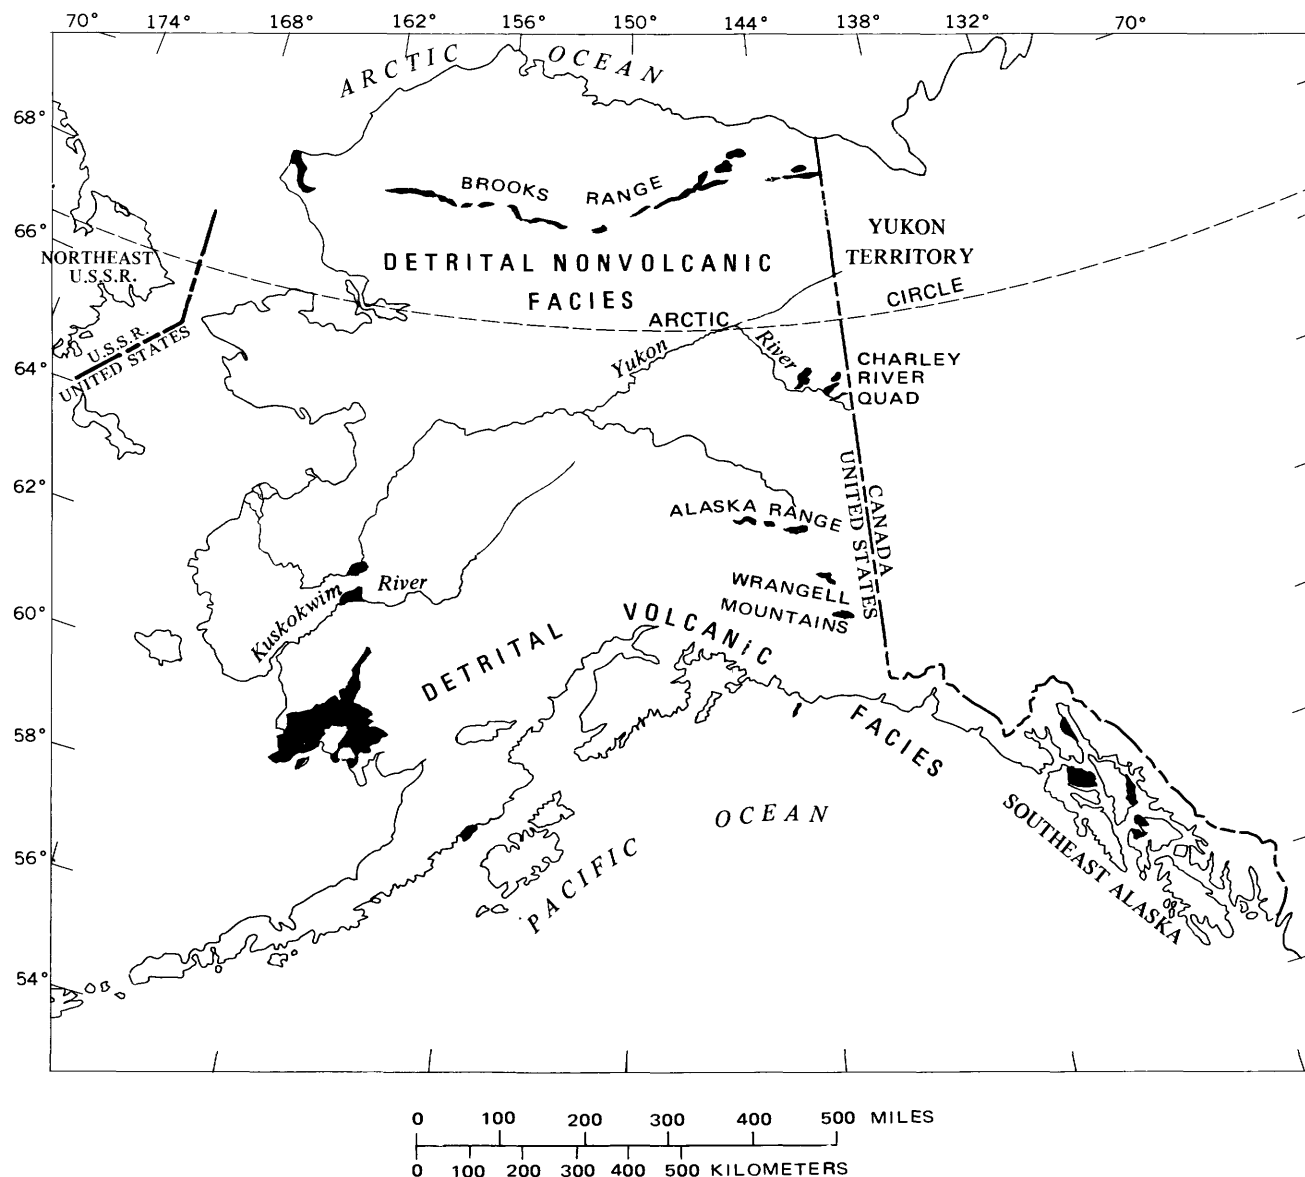 70° 174° 168° 162° 156° 150° 144° 138° 132° 70°
ARCTIC OCEAN
68°
BROOKS RANGE
66°
YUKON
TERRITORY
NORTHEAST
U.S.S.R.
DETRITAL NONVOLCANIC
FACIES
CIRCLE
ARCTIC
U.S.S.R.
UNITED STATES
Yukon River
64°
CHARLEY
RIVER
QUAD
62°
CANADA
UNITED STATES
ALASKA RANGE
WRANGELL
MOUNTAINS
Kuskokwim River
60°
DETRITAL VOLCANiC FACIES
58°
PACIFIC OCEAN
SOUTHEAST ALASKA
56°
54°
0 100 200 300 400 500 MILES
0 100 200 300 400 500 KILOMETERS